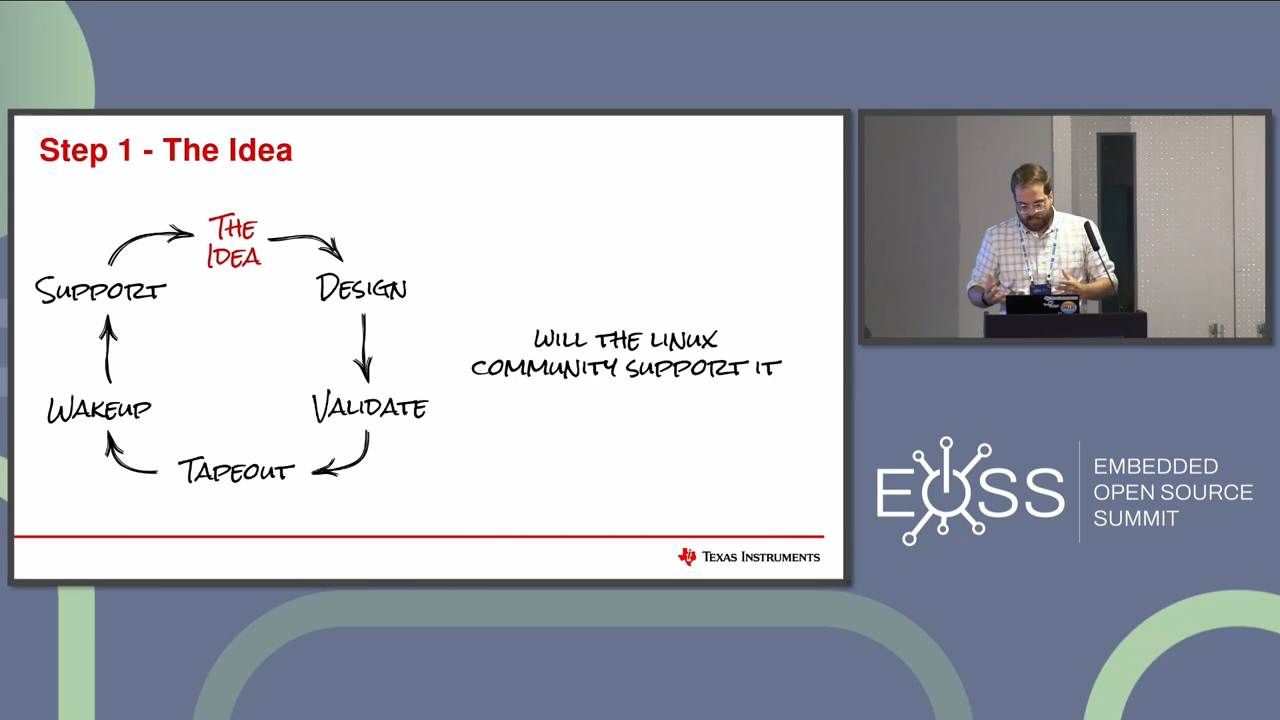 Step 1 - The Idea
The
Idea
Support
Design
will the linux
community support it
Wakeup
Validate
Tapeout
Texas Instruments
EOSS
EMBEDDED
OPEN SOURCE
SUMMIT